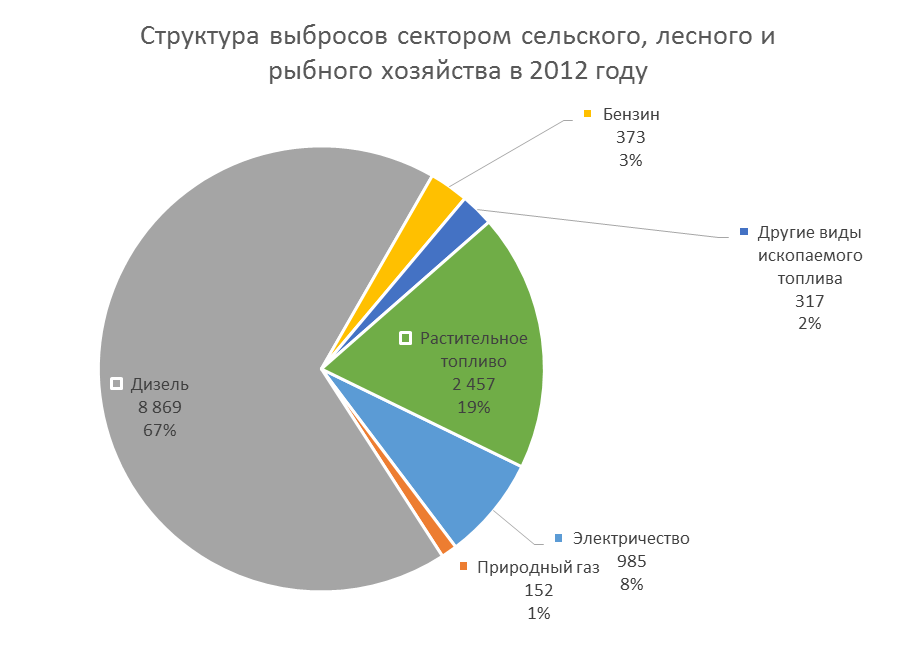 Структура выбросов сектором сельского, лесного и
рыбного хозяйства в 2012 году
Бензин
373
3%
Другие виды
ископаемого
топлива
317
2%
Растительное
топливо
2 457
19%
Дизель
8 869
67%
Электричество
985
8%
Природный газ
152
1%